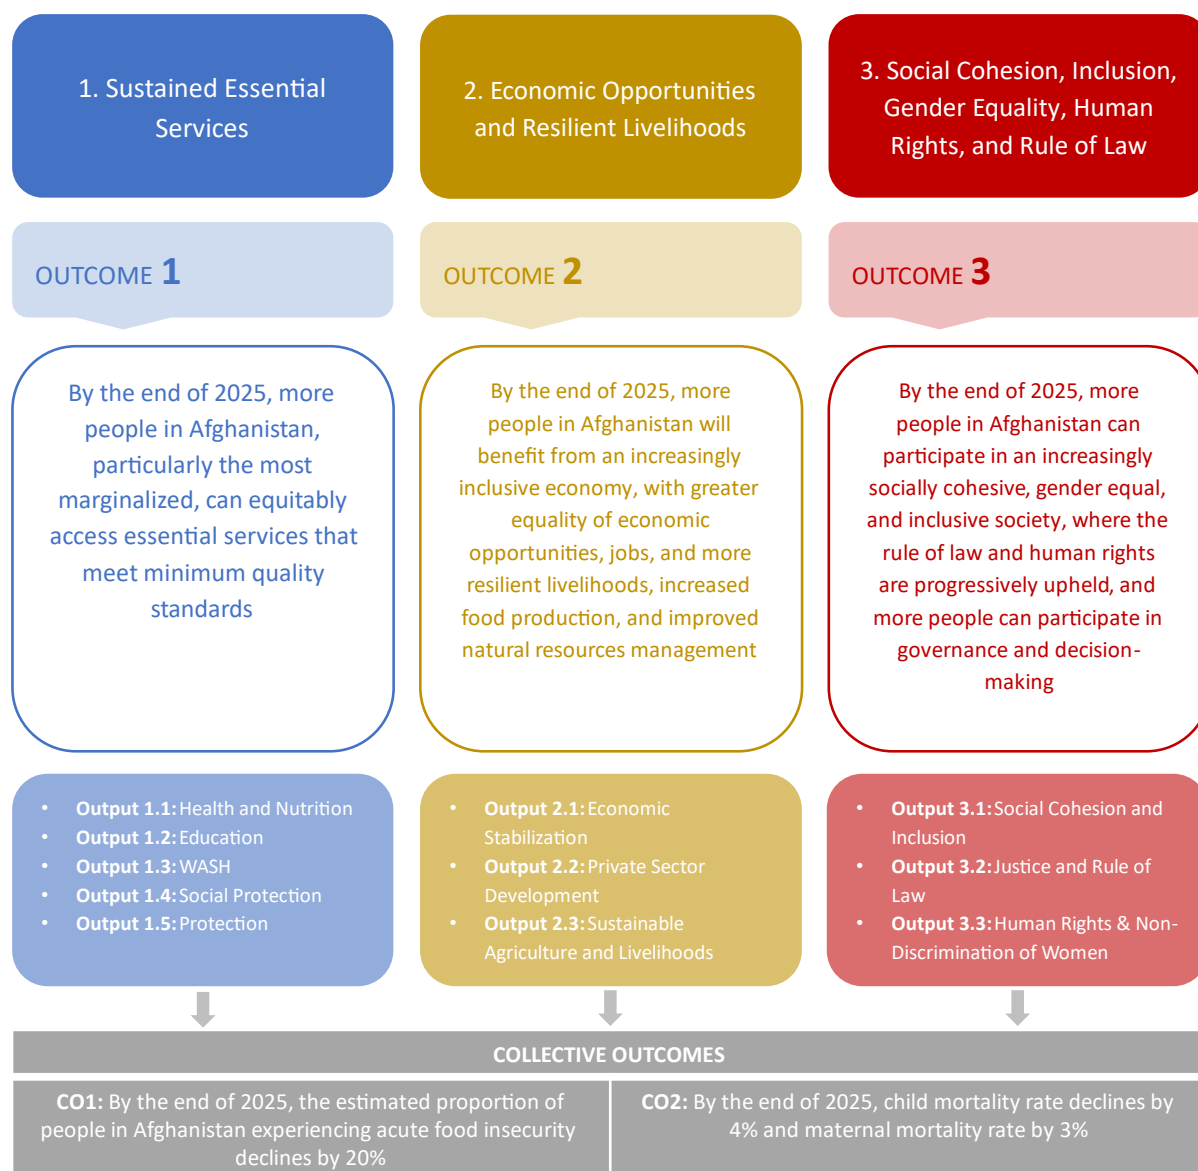 1. Sustained Essential
Services
2. Economic Opportunities
and Resilient Livelihoods
3. Social Cohesion, Inclusion,
Gender Equality, Human
Rights, and Rule of Law
OUTCOME 1
OUTCOME 2
OUTCOME 3
By the end of 2025, more
people in Afghanistan,
particularly the most
marginalized, can equitably
access essential services that
meet minimum quality
standards
By the end of 2025, more
people in Afghanistan will
benefit from an increasingly
inclusive economy, with greater
equality of economic
opportunities, jobs, and more
resilient livelihoods, increased
food production, and improved
natural resources management
By the end of 2025, more
people in Afghanistan can
participate in an increasingly
socially cohesive, gender equal,
and inclusive society, where the
rule of law and human rights
are progressively upheld, and
more people can participate in
governance and decision-
making
• Output 1.1: Health and Nutrition
• Output 1.2: Education
• Output 1.3: WASH
• Output 1.4: Social Protection
• Output 1.5: Protection
• Output 2.1: Economic
Stabilization
• Output 2.2: Private Sector
Development
• Output 2.3: Sustainable
Agriculture and Livelihoods
• Output 3.1: Social Cohesion and
Inclusion
• Output 3.2: Justice and Rule of
Law
• Output 3.3: Human Rights & Non-
Discrimination of Women
COLLECTIVE OUTCOMES
CO1: By the end of 2025, the estimated proportion of
people in Afghanistan experiencing acute food insecurity
declines by 20%
CO2: By the end of 2025, child mortality rate declines by
4% and maternal mortality rate by 3%